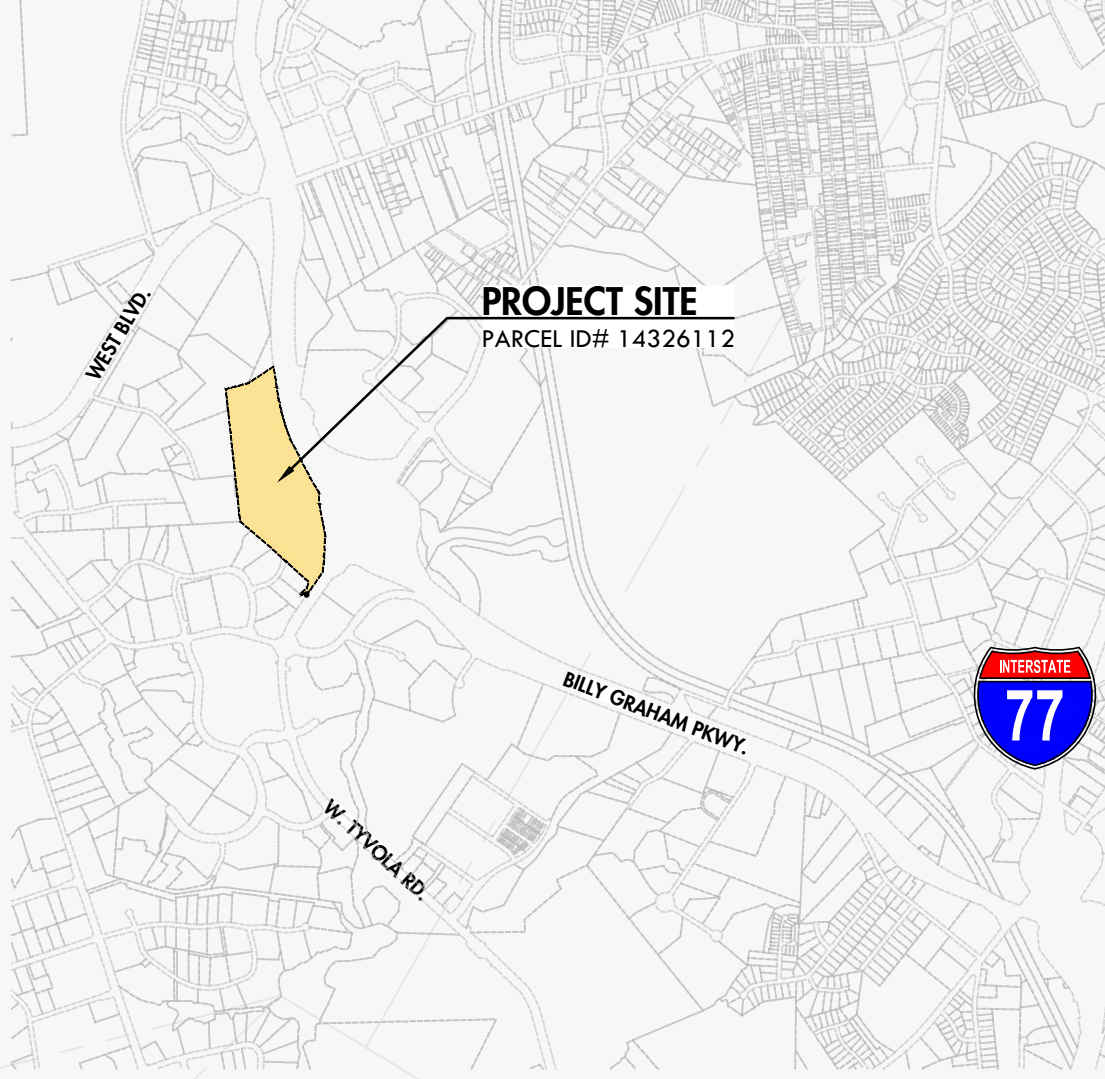 PROJECT SITE
PARCEL ID# 14326112
WEST BLVD.
INTERSTATE
77
BILLY GRAHAM PKWY.
W. TYVOLA RD.